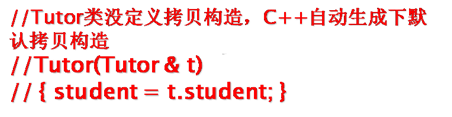 //Tutor类没定义拷贝构造，C++自动生成下默
认拷贝构造
//Tutor(Tutor & t)
// { student = t.student; }